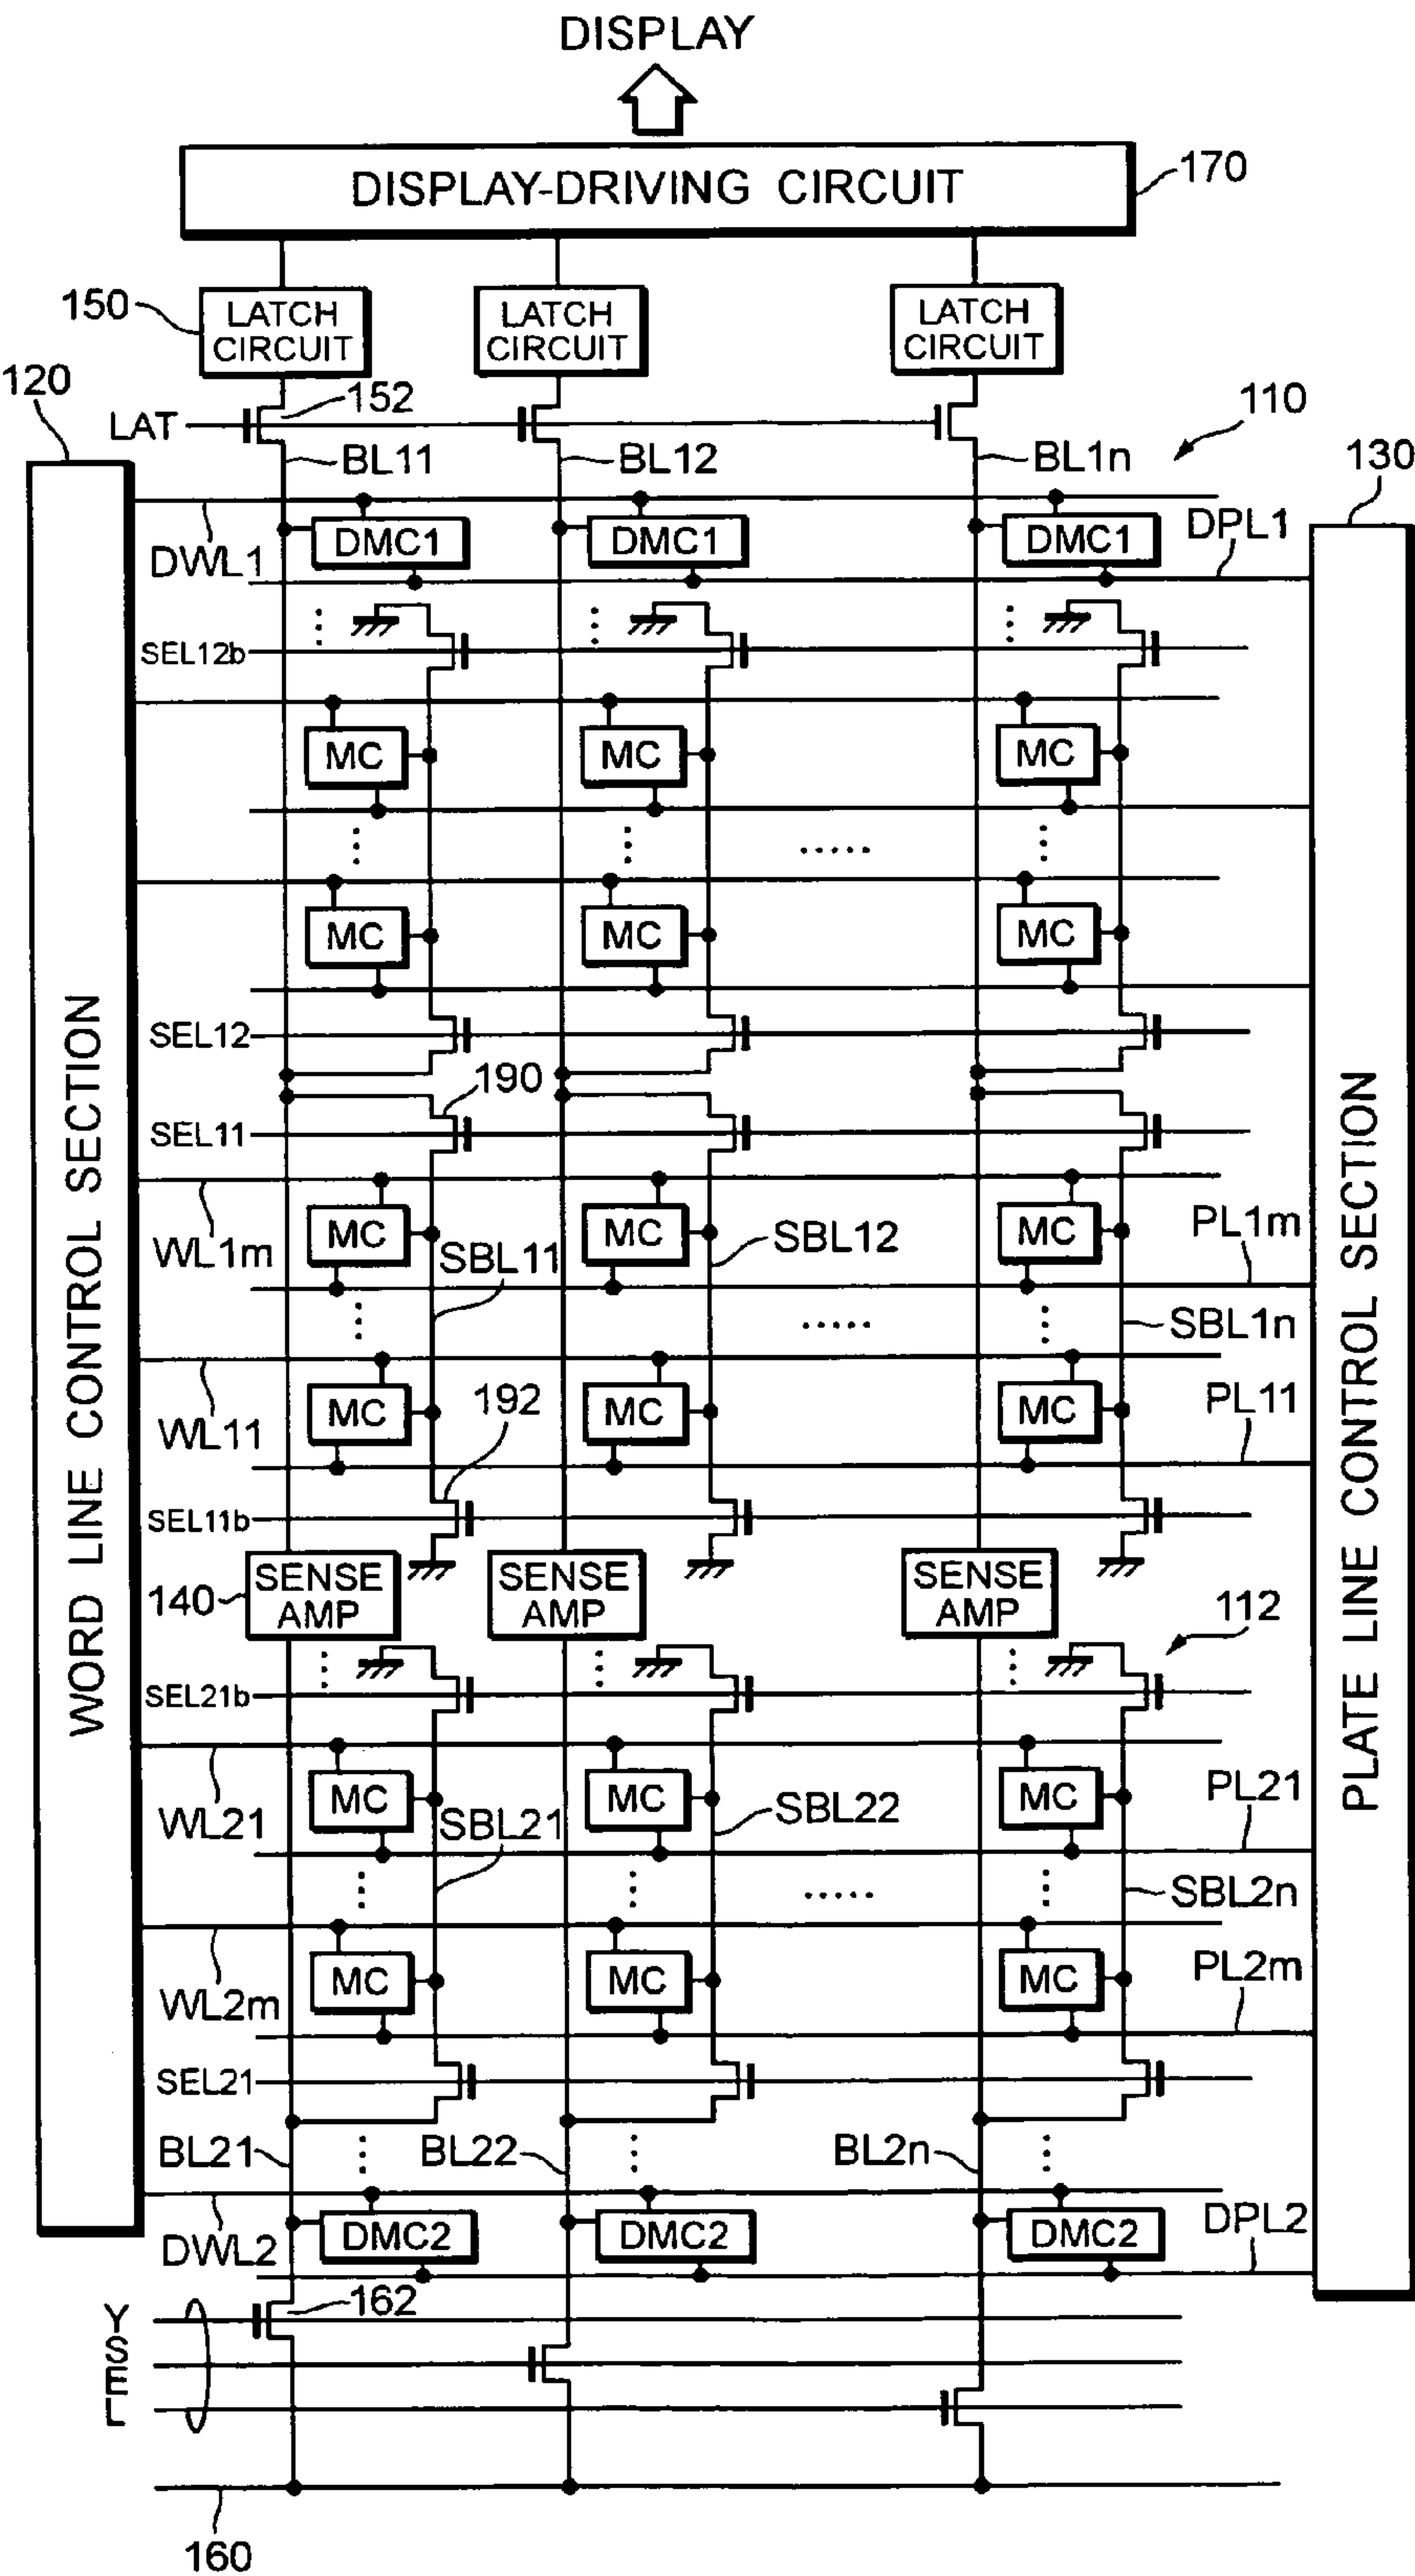 DISPLAY
DISPLAY-DRIVING CIRCUIT
170
150
LATCH
CIRCUIT
LATCH
CIRCUIT
LATCH
CIRCUIT
120
LAT
152
110
BL11
BL12
BL1n
130
DWL1
DMC1
DMC1
DMC1
DPL1
SEL12b
MC
MC
MC
MC
MC
MC
SEL12
190
SEL11
WL1m
MC
SBL11
MC
SBL12
MC
PL1m
SBL1n
WL11
MC
192
MC
MC
PL11
SEL11b
140
SENSE
AMP
SENSE
AMP
SENSE
AMP
112
SEL21b
WL21
MC
SBL21
MC
SBL22
MC
PL21
SBL2n
WL2m
MC
MC
MC
PL2m
SEL21
BL21
BL22
BL2n
DWL2
DMC2
DMC2
DMC2
DPL2
162
YSEL
160
WORD LINE CONTROL SECTION
PLATE LINE CONTROL SECTION